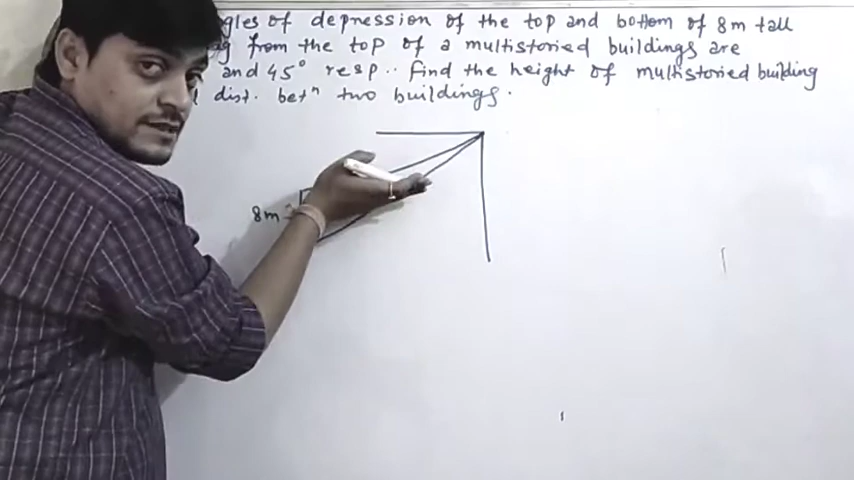 gles of depression of the top and bottom of 8m tall
from the top of a multistoried buildings are
and 45° resp.. find the height of multistoried building
dist. betⁿ two buildings.
8m